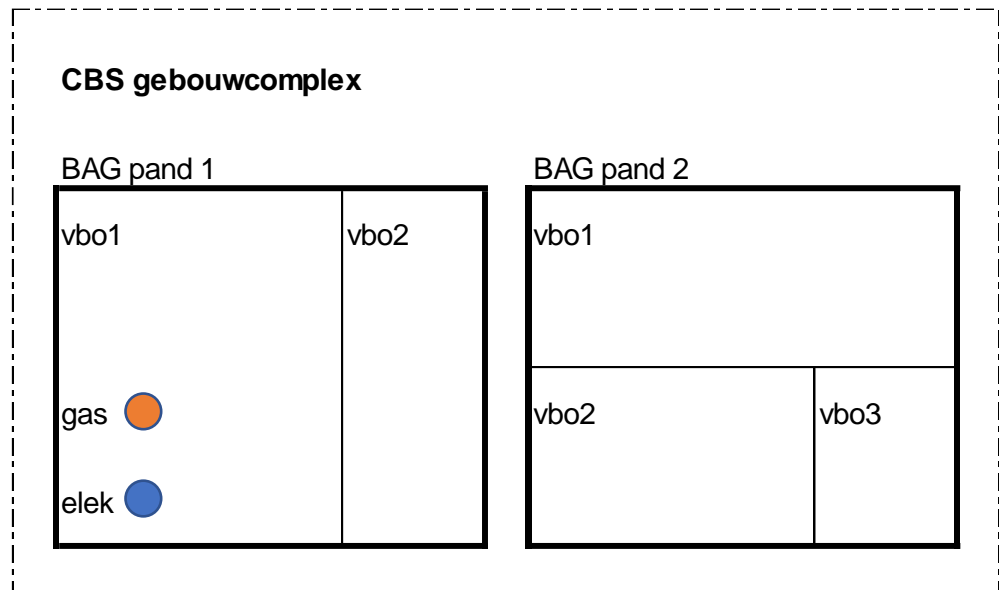 CBS gebouwcomplex
BAG pand 1
BAG pand 2
vbo1
vbo2
vbo1
gas
vbo2
vbo3
elek